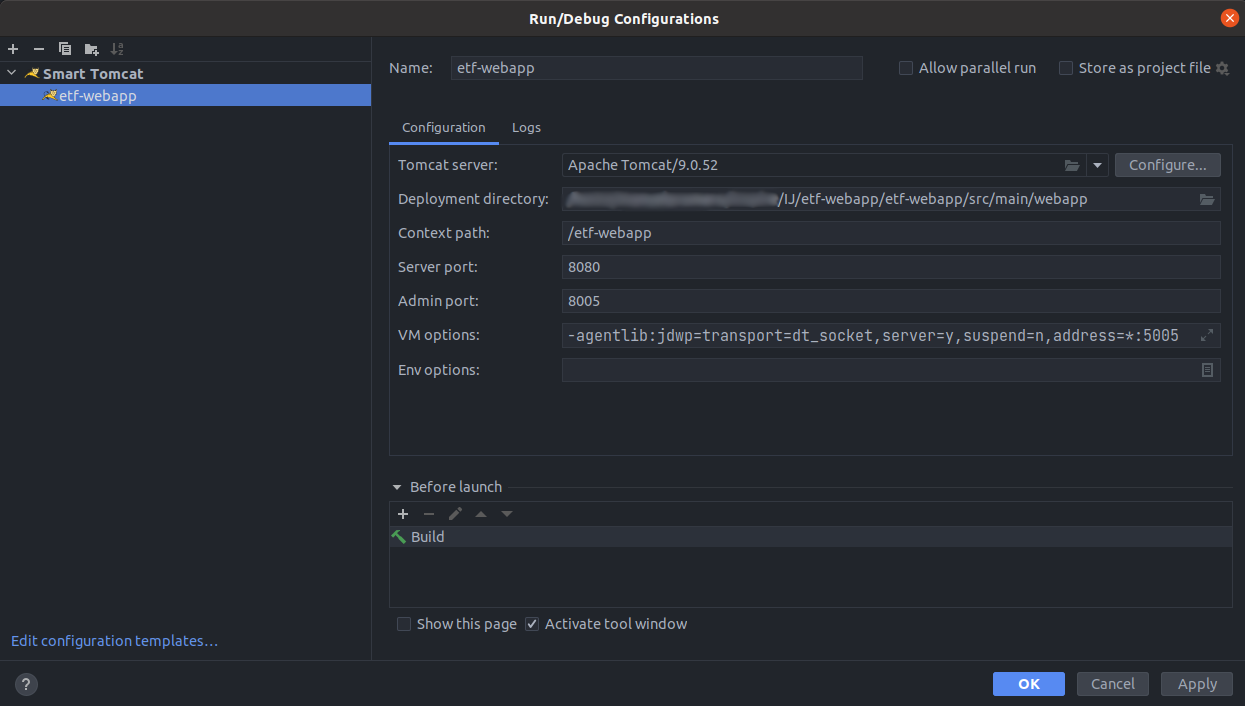 Run/Debug Configurations
Smart Tomcat
etf-webapp
Edit configuration templates…
Name: etf-webapp
Allow parallel run
Store as project file
Configuration Logs
Tomcat server: Apache Tomcat/9.0.52 Configure...
Deployment directory: /IJ/etf-webapp/etf-webapp/src/main/webapp
Context path: /etf-webapp
Server port: 8080
Admin port: 8005
VM options: -agentlib:jdwp=transport=dt_socket,server=y,suspend=n,address=*:5005
Env options:
Before launch
Build
Show this page Activate tool window
?
OK Cancel Apply